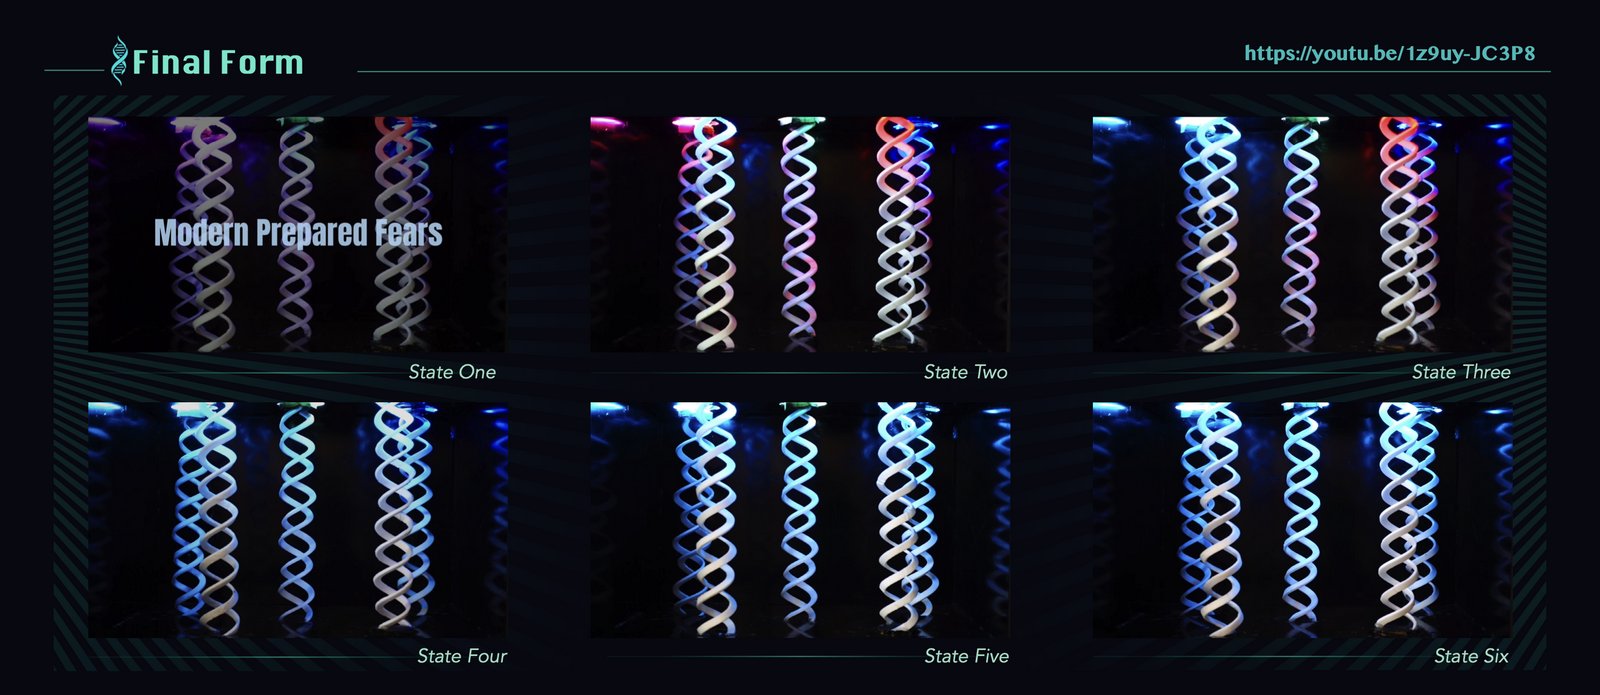 Final Form
https://youtu.be/1z9uy-JC3P8
Modern Prepared Fears
State One
State Two
State Three
State Four
State Five
State Six